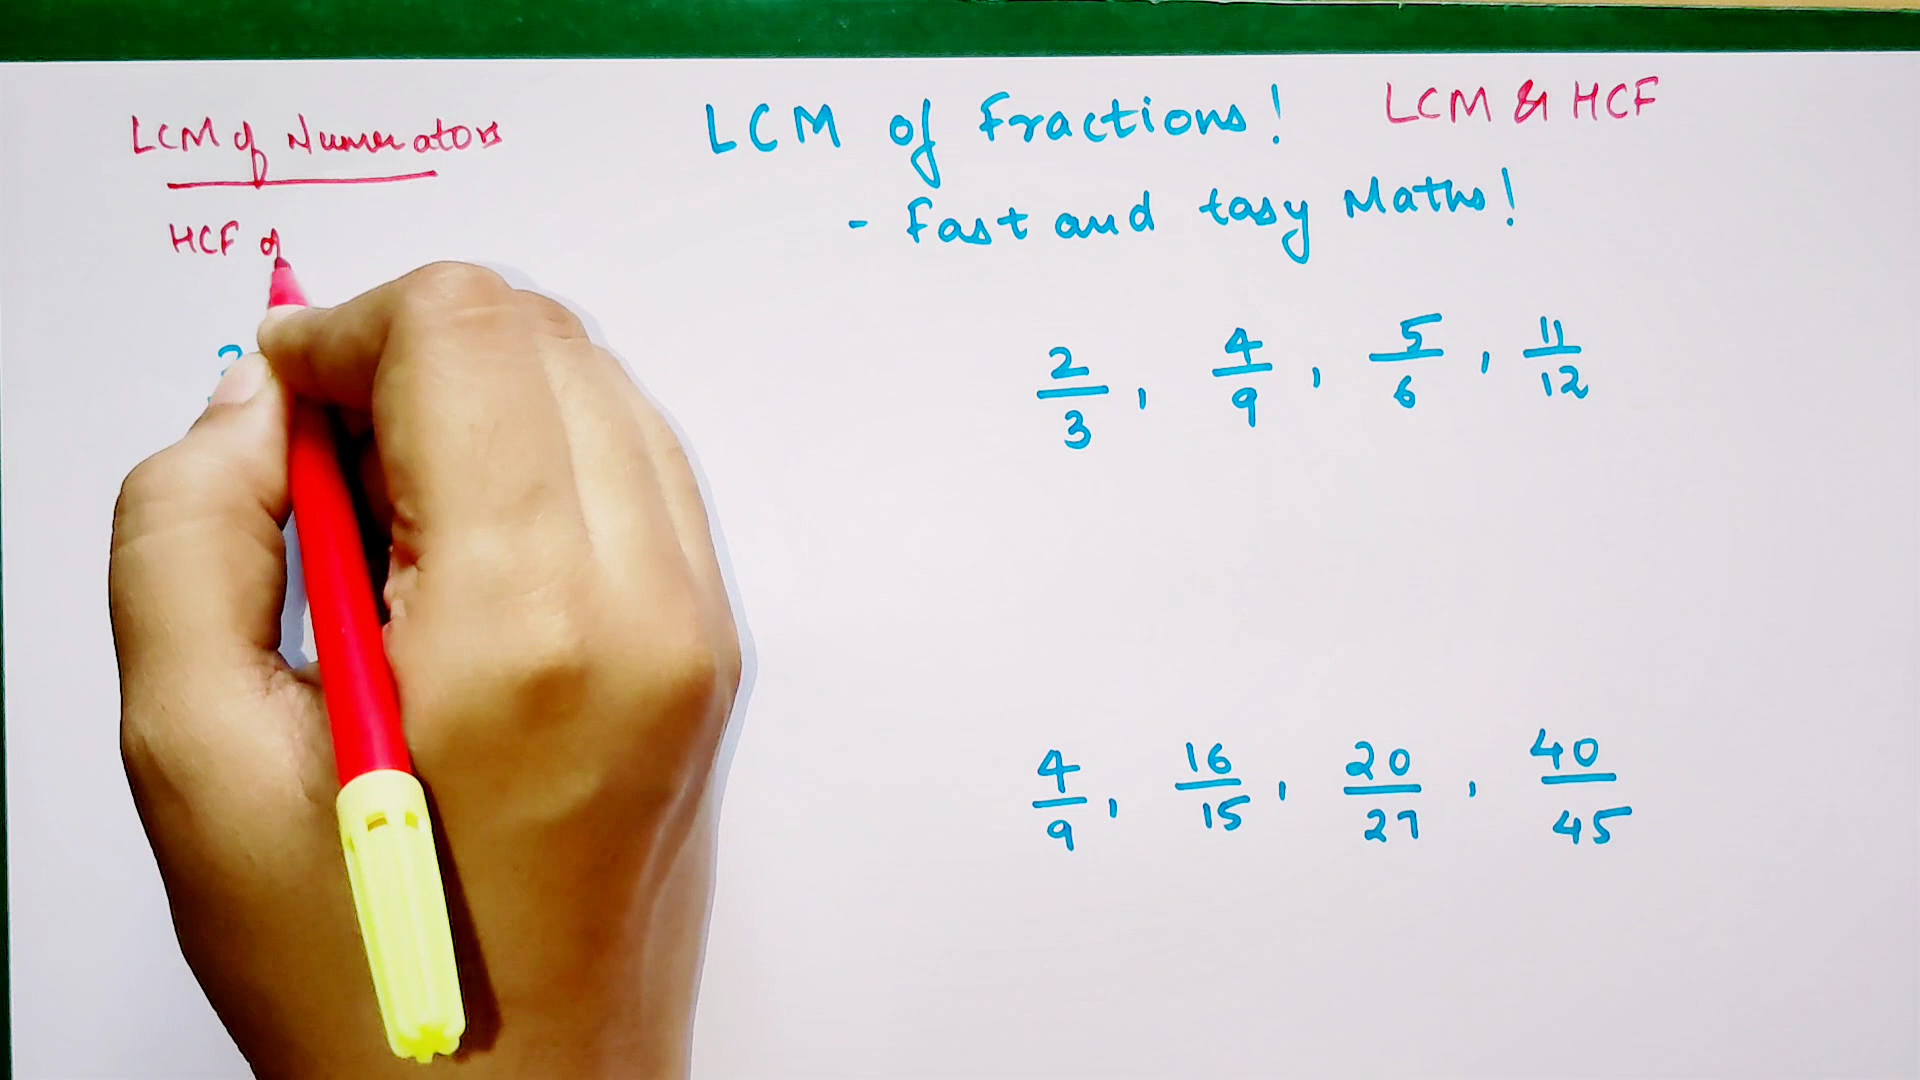 LCM of Fractions!
LCM & HCF
- Fast and Easy Maths!
LCM of Numerators
HCF of
2/3, 4/9, 5/6, 11/12
4/9, 16/15, 20/27, 40/45